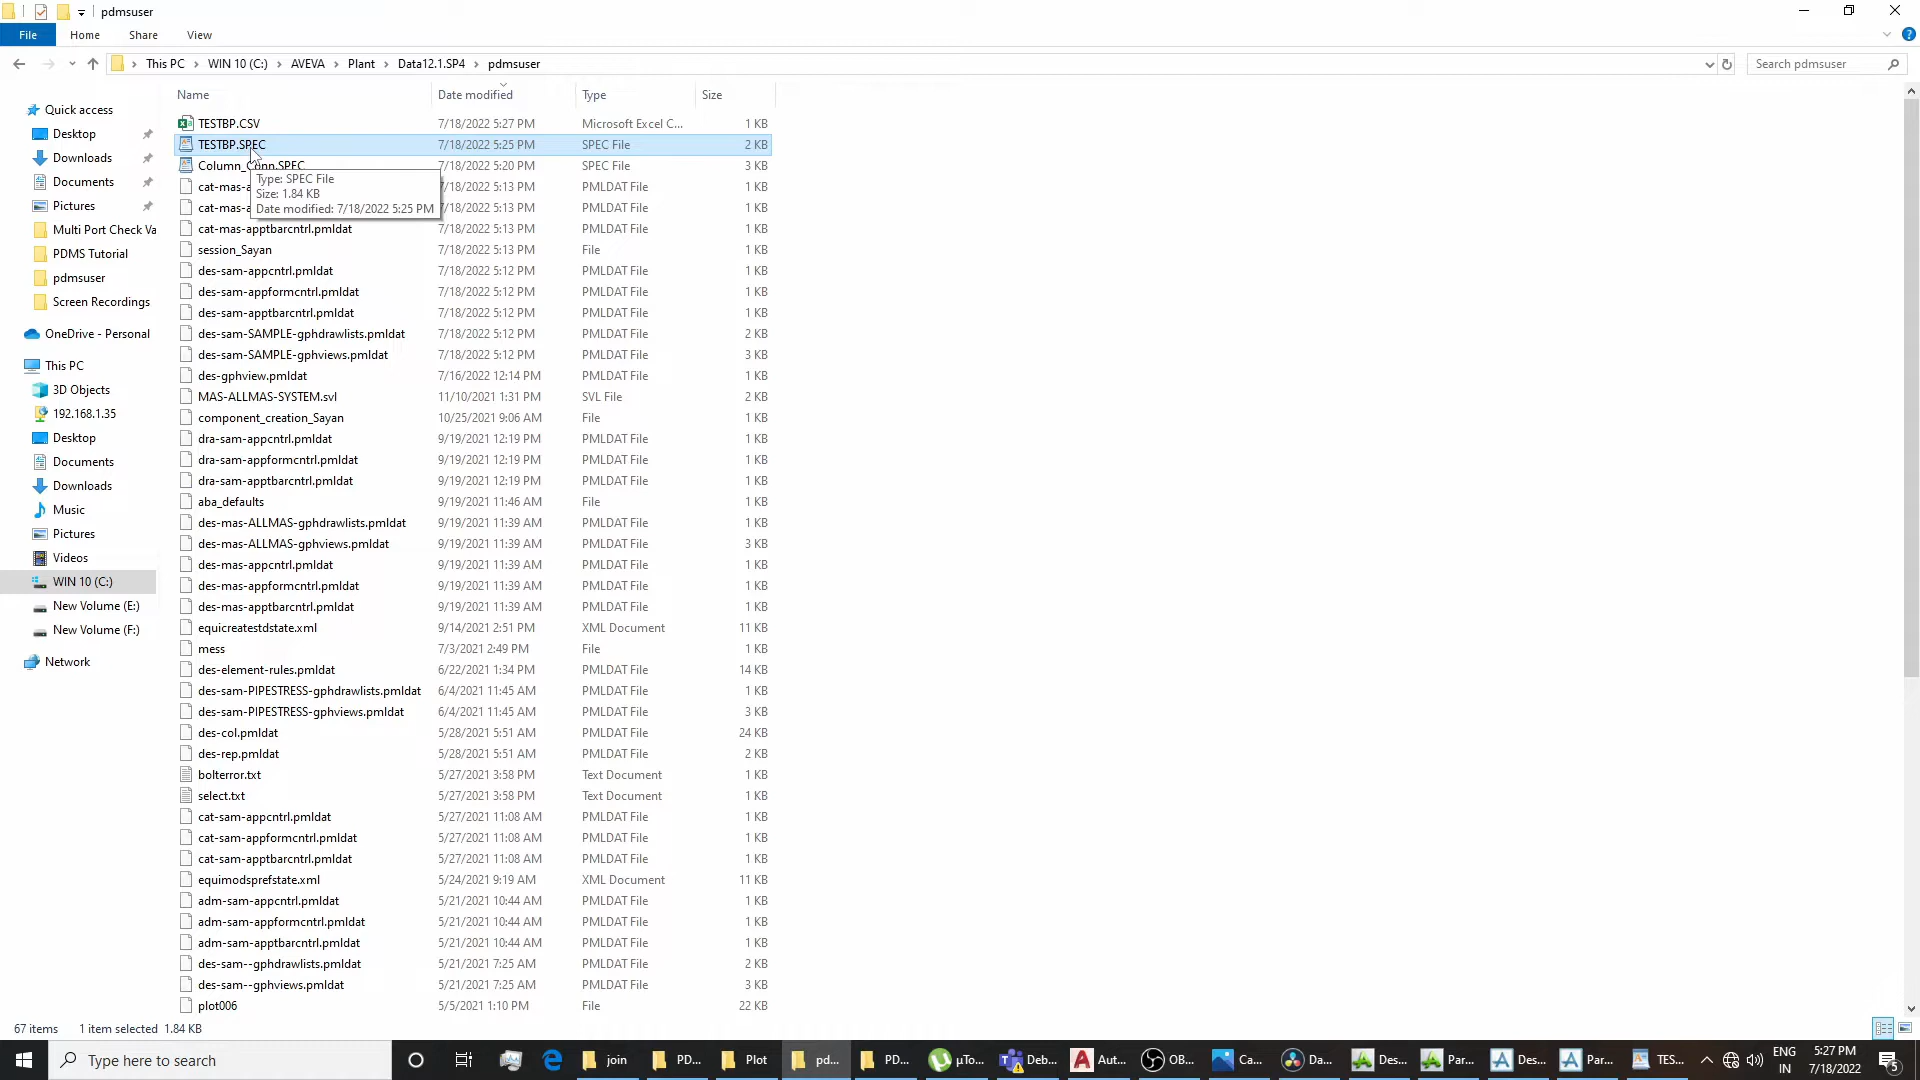 pdmsuser
File Home Share View
This PC WIN 10 (C:) AVEVA Plant Data12.1.SP4 pdmsuser
Search pdmsuser
Name Date modified Type Size
Quick access
Desktop
Downloads
Documents
Pictures
Multi Port Check Va
PDMS Tutorial
pdmsuser
Screen Recordings
OneDrive - Personal
This PC
3D Objects
192.168.1.35
Desktop
Documents
Downloads
Music
Pictures
Videos
WIN 10 (C:)
New Volume (E:)
New Volume (F:)
Network
TESTBP.CSV 7/18/2022 5:27 PM Microsoft Excel C... 1 KB
TESTBP.SPEC 7/18/2022 5:25 PM SPEC File 2 KB
Column_Conn.SPEC 7/18/2022 5:20 PM SPEC File 3 KB
cat-mas-a 7/18/2022 5:13 PM PMLDAT File 1 KB
cat-mas-a 7/18/2022 5:13 PM PMLDAT File 1 KB
cat-mas-apptbarcntrl.pmldat 7/18/2022 5:13 PM PMLDAT File 1 KB
session_Sayan 7/18/2022 5:13 PM File 1 KB
des-sam-appcntrl.pmldat 7/18/2022 5:12 PM PMLDAT File 1 KB
des-sam-appformcntrl.pmldat 7/18/2022 5:12 PM PMLDAT File 1 KB
des-sam-apptbarcntrl.pmldat 7/18/2022 5:12 PM PMLDAT File 1 KB
des-sam-SAMPLE-gphdrawlists.pmldat 7/18/2022 5:12 PM PMLDAT File 2 KB
des-sam-SAMPLE-gphviews.pmldat 7/18/2022 5:12 PM PMLDAT File 3 KB
des-gphview.pmldat 7/16/2022 12:14 PM PMLDAT File 1 KB
MAS-ALLMAS-SYSTEM.svl 11/10/2021 1:31 PM SVL File 2 KB
component_creation_Sayan 10/25/2021 9:06 AM File 1 KB
dra-sam-appcntrl.pmldat 9/19/2021 12:19 PM PMLDAT File 1 KB
dra-sam-appformcntrl.pmldat 9/19/2021 12:19 PM PMLDAT File 1 KB
dra-sam-apptbarcntrl.pmldat 9/19/2021 12:19 PM PMLDAT File 1 KB
aba_defaults 9/19/2021 11:46 AM File 1 KB
des-mas-ALLMAS-gphdrawlists.pmldat 9/19/2021 11:39 AM PMLDAT File 1 KB
des-mas-ALLMAS-gphviews.pmldat 9/19/2021 11:39 AM PMLDAT File 3 KB
des-mas-appcntrl.pmldat 9/19/2021 11:39 AM PMLDAT File 1 KB
des-mas-appformcntrl.pmldat 9/19/2021 11:39 AM PMLDAT File 1 KB
des-mas-apptbarcntrl.pmldat 9/19/2021 11:39 AM PMLDAT File 1 KB
equicreatestdstate.xml 9/14/2021 2:51 PM XML Document 11 KB
mess 7/3/2021 2:49 PM File 1 KB
des-element-rules.pmldat 6/22/2021 1:34 PM PMLDAT File 14 KB
des-sam-PIPESTRESS-gphdrawlists.pmldat 6/4/2021 11:45 AM PMLDAT File 1 KB
des-sam-PIPESTRESS-gphviews.pmldat 6/4/2021 11:45 AM PMLDAT File 3 KB
des-col.pmldat 5/28/2021 5:51 AM PMLDAT File 24 KB
des-rep.pmldat 5/28/2021 5:51 AM PMLDAT File 2 KB
bolterror.txt 5/27/2021 3:58 PM Text Document 1 KB
select.txt 5/27/2021 3:58 PM Text Document 1 KB
cat-sam-appcntrl.pmldat 5/27/2021 11:08 AM PMLDAT File 1 KB
cat-sam-appformcntrl.pmldat 5/27/2021 11:08 AM PMLDAT File 1 KB
cat-sam-apptbarcntrl.pmldat 5/27/2021 11:08 AM PMLDAT File 1 KB
equimodsprefstate.xml 5/24/2021 9:19 AM XML Document 11 KB
adm-sam-appcntrl.pmldat 5/21/2021 10:44 AM PMLDAT File 1 KB
adm-sam-appformcntrl.pmldat 5/21/2021 10:44 AM PMLDAT File 1 KB
adm-sam-apptbarcntrl.pmldat 5/21/2021 10:44 AM PMLDAT File 1 KB
des-sam--gphdrawlists.pmldat 5/21/2021 7:25 AM PMLDAT File 2 KB
des-sam--gphviews.pmldat 5/21/2021 7:25 AM PMLDAT File 3 KB
plot006 5/5/2021 1:10 PM File 22 KB
Type: SPEC File
Size: 1.84 KB
Date modified: 7/18/2022 5:25 PM
67 items 1 item selected 1.84 KB
Type here to search
join PD... Plot pd... PD... µTo... Deb... Aut... OB... Ca... Da... Des... Par... Des... Par... TES...
ENG
IN
5:27 PM
7/18/2022
5